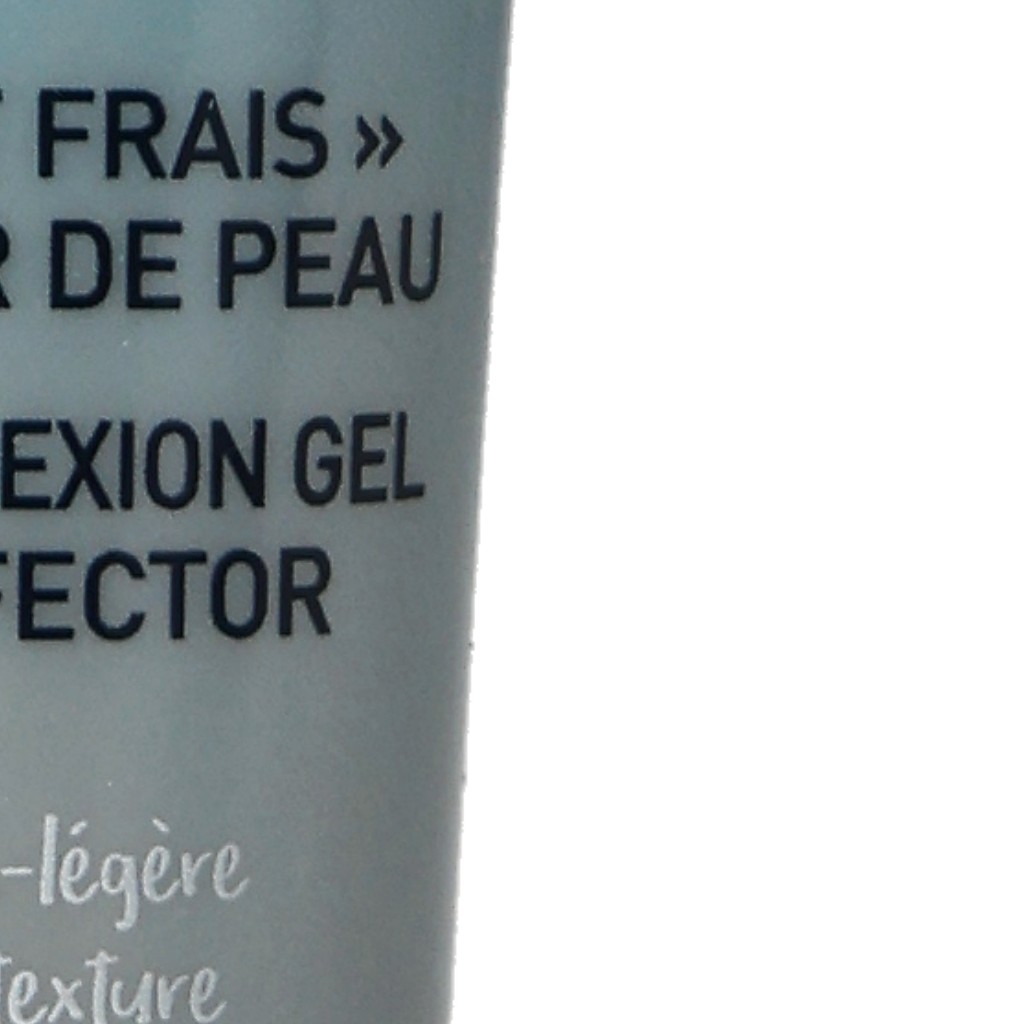 FRAIS »
DE PEAU
EXION GEL
FECTOR
-légère
texture